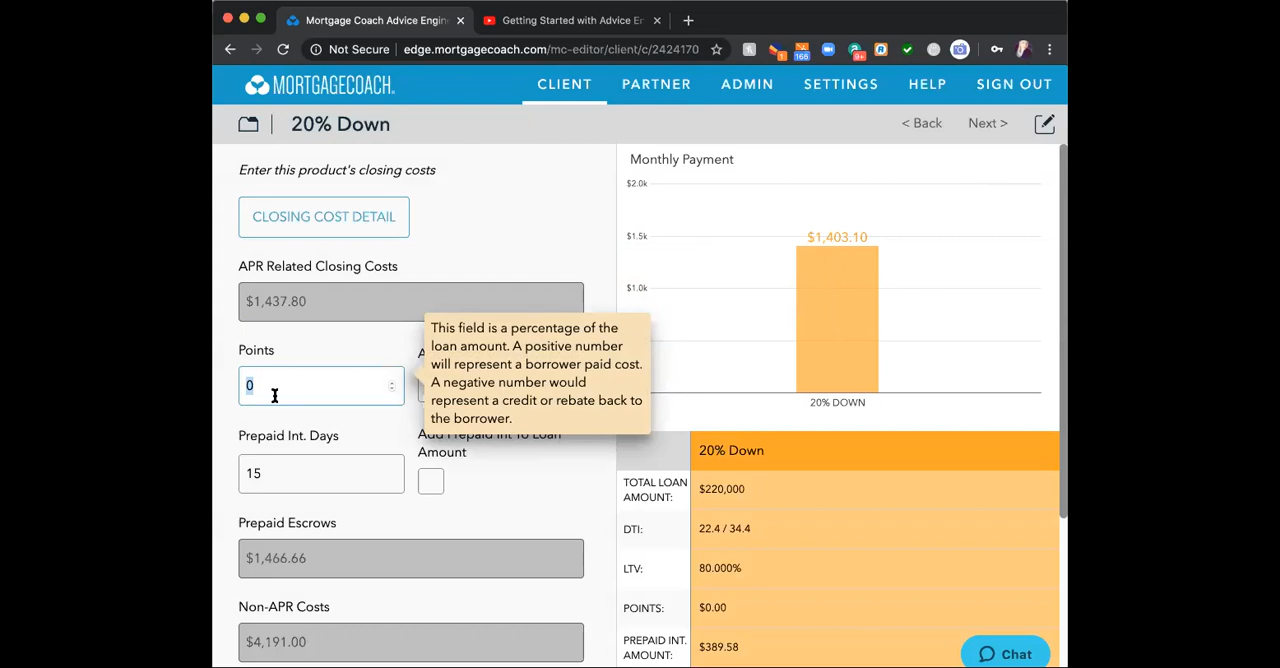 Mortgage Coach Advice Engin
Getting Started with Advice Er
Not Secure
edge.mortgagecoach.com/mc-editor/client/c/2424170
1
166
9+
MORTGAGECOACH
CLIENT
PARTNER
ADMIN
SETTINGS
HELP
SIGN OUT
20% Down
< Back
Next >
Enter this product's closing costs
CLOSING COST DETAIL
APR Related Closing Costs
$1,437.80
Points
A
0
This field is a percentage of the
loan amount. A positive number
will represent a borrower paid cost.
A negative number would
represent a credit or rebate back to
the borrower.
Prepaid Int. Days
Add Prepaid Int To Loan
Amount
15
Prepaid Escrows
$1,466.66
Non-APR Costs
$4,191.00
Monthly Payment
$2.0k
$1.5k
$1,403.10
$1.0k
20% DOWN
20% Down
TOTAL LOAN
AMOUNT:
$220,000
DTI:
22.4 / 34.4
LTV:
80.000%
POINTS:
$0.00
PREPAID INT.
AMOUNT:
$389.58
Chat